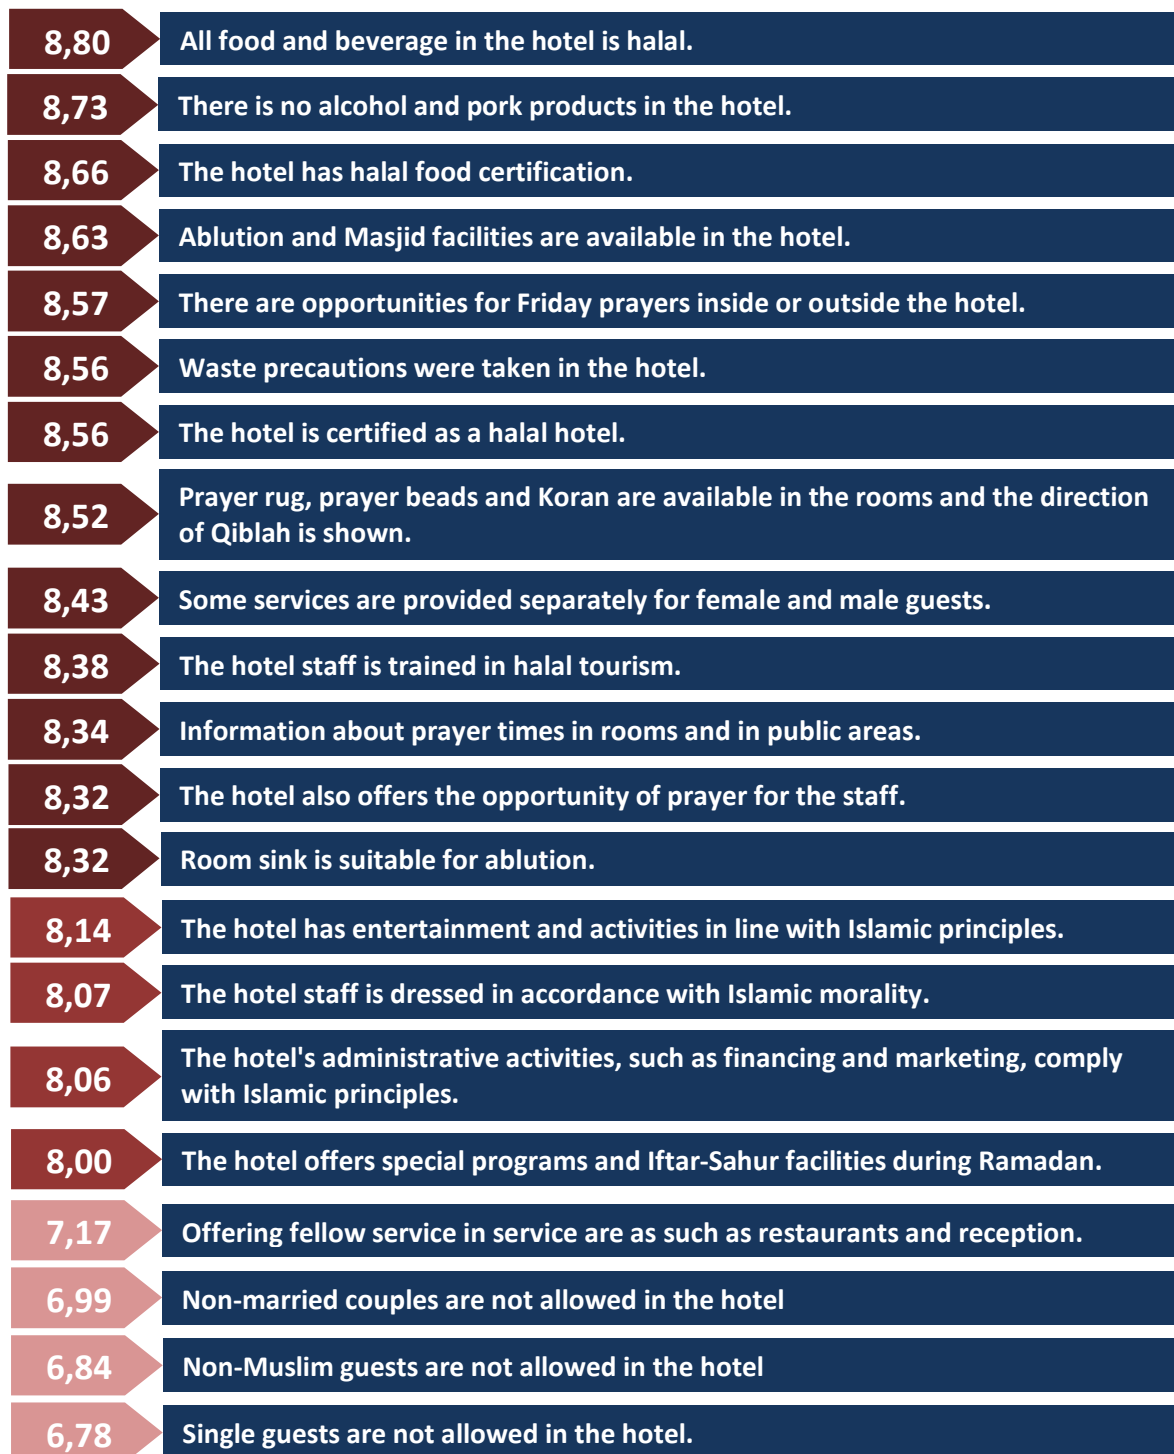 8,80 All food and beverage in the hotel is halal.
8,73 There is no alcohol and pork products in the hotel.
8,66 The hotel has halal food certification.
8,63 Ablution and Masjid facilities are available in the hotel.
8,57 There are opportunities for Friday prayers inside or outside the hotel.
8,56 Waste precautions were taken in the hotel.
8,56 The hotel is certified as a halal hotel.
8,52 Prayer rug, prayer beads and Koran are available in the rooms and the direction
of Qiblah is shown.
8,43 Some services are provided separately for female and male guests.
8,38 The hotel staff is trained in halal tourism.
8,34 Information about prayer times in rooms and in public areas.
8,32 The hotel also offers the opportunity of prayer for the staff.
8,32 Room sink is suitable for ablution.
8,14 The hotel has entertainment and activities in line with Islamic principles.
8,07 The hotel staff is dressed in accordance with Islamic morality.
8,06 The hotel's administrative activities, such as financing and marketing, comply
with Islamic principles.
8,00 The hotel offers special programs and Iftar-Sahur facilities during Ramadan.
7,17 Offering fellow service in service are as such as restaurants and reception.
6,99 Non-married couples are not allowed in the hotel
6,84 Non-Muslim guests are not allowed in the hotel
6,78 Single guests are not allowed in the hotel.